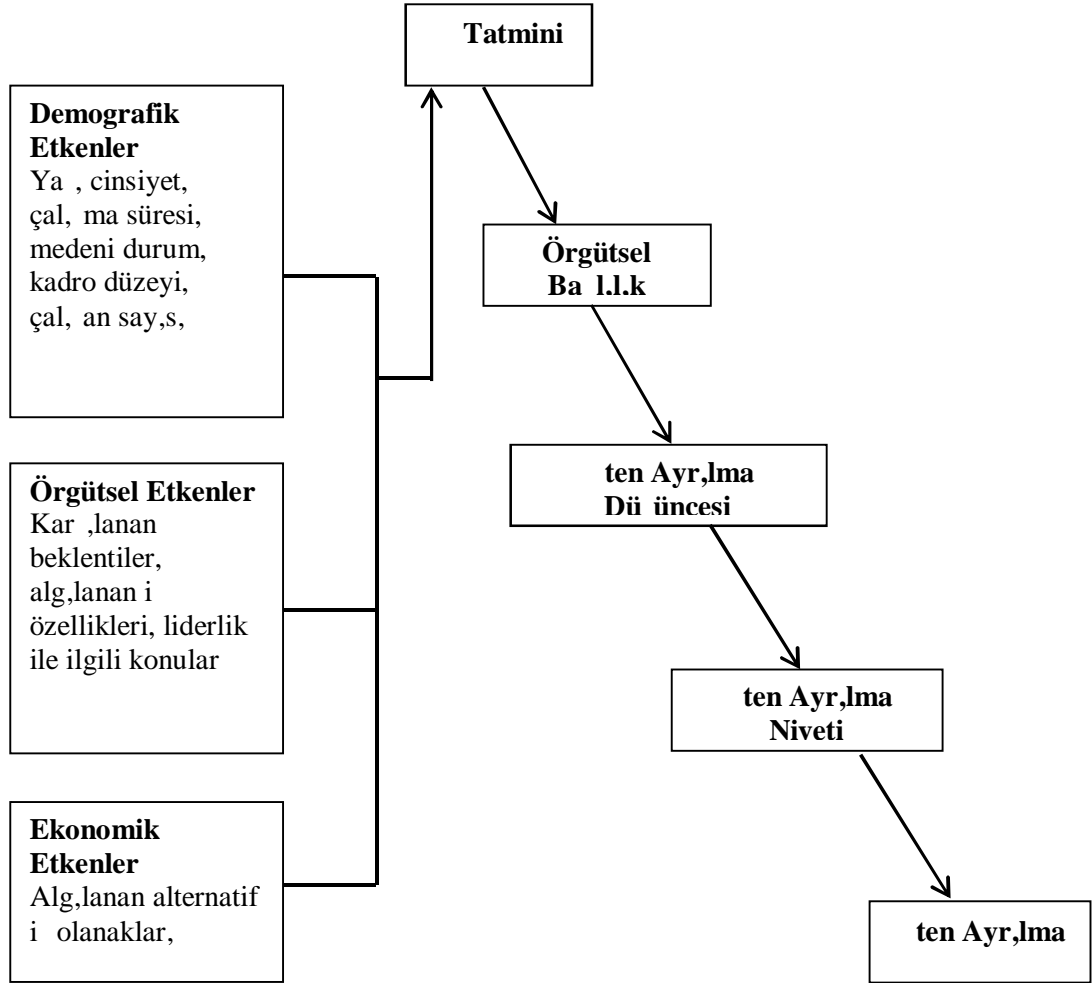 Tatmini
Demografik
Etkenler
Ya , cinsiyet,
çal, ma süresi,
medeni durum,
kadro düzeyi,
çal, an say,s,
Örgütsel
Ba l,l,k
ten Ayr,lma
Dü üncesi
Örgütsel Etkenler
Kar ,lanan
beklentiler,
alg,lanan i
özellikleri, liderlik
ile ilgili konular
ten Ayr,lma
Niyeti
Ekonomik
Etkenler
Alg,lanan alternatif
i olanaklar,
ten Ayr,lma